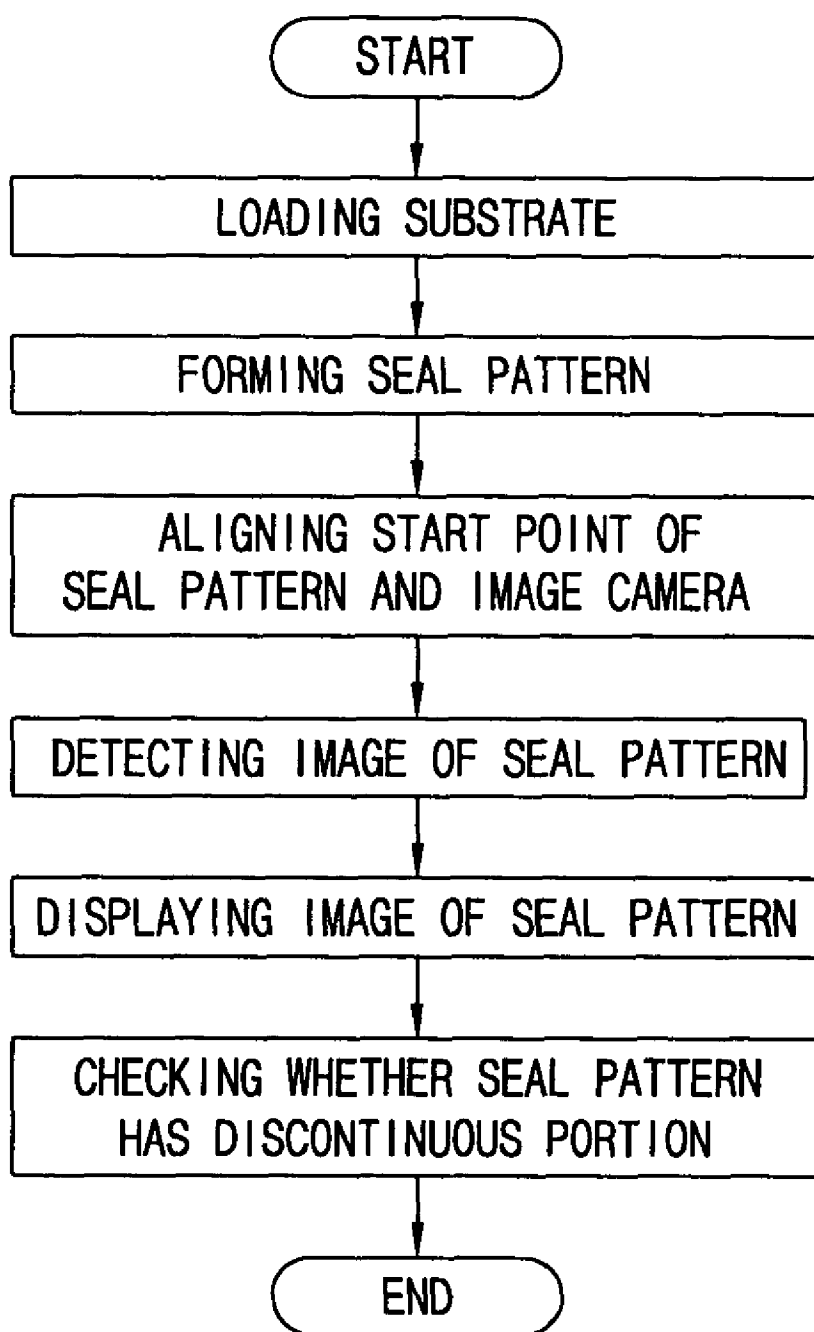 START
LOADING SUBSTRATE
FORMING SEAL PATTERN
ALIGNING START POINT OF
SEAL PATTERN AND IMAGE CAMERA
DETECTING IMAGE OF SEAL PATTERN
DISPLAYING IMAGE OF SEAL PATTERN
CHECKING WHETHER SEAL PATTERN
HAS DISCONTINUOUS PORTION
END